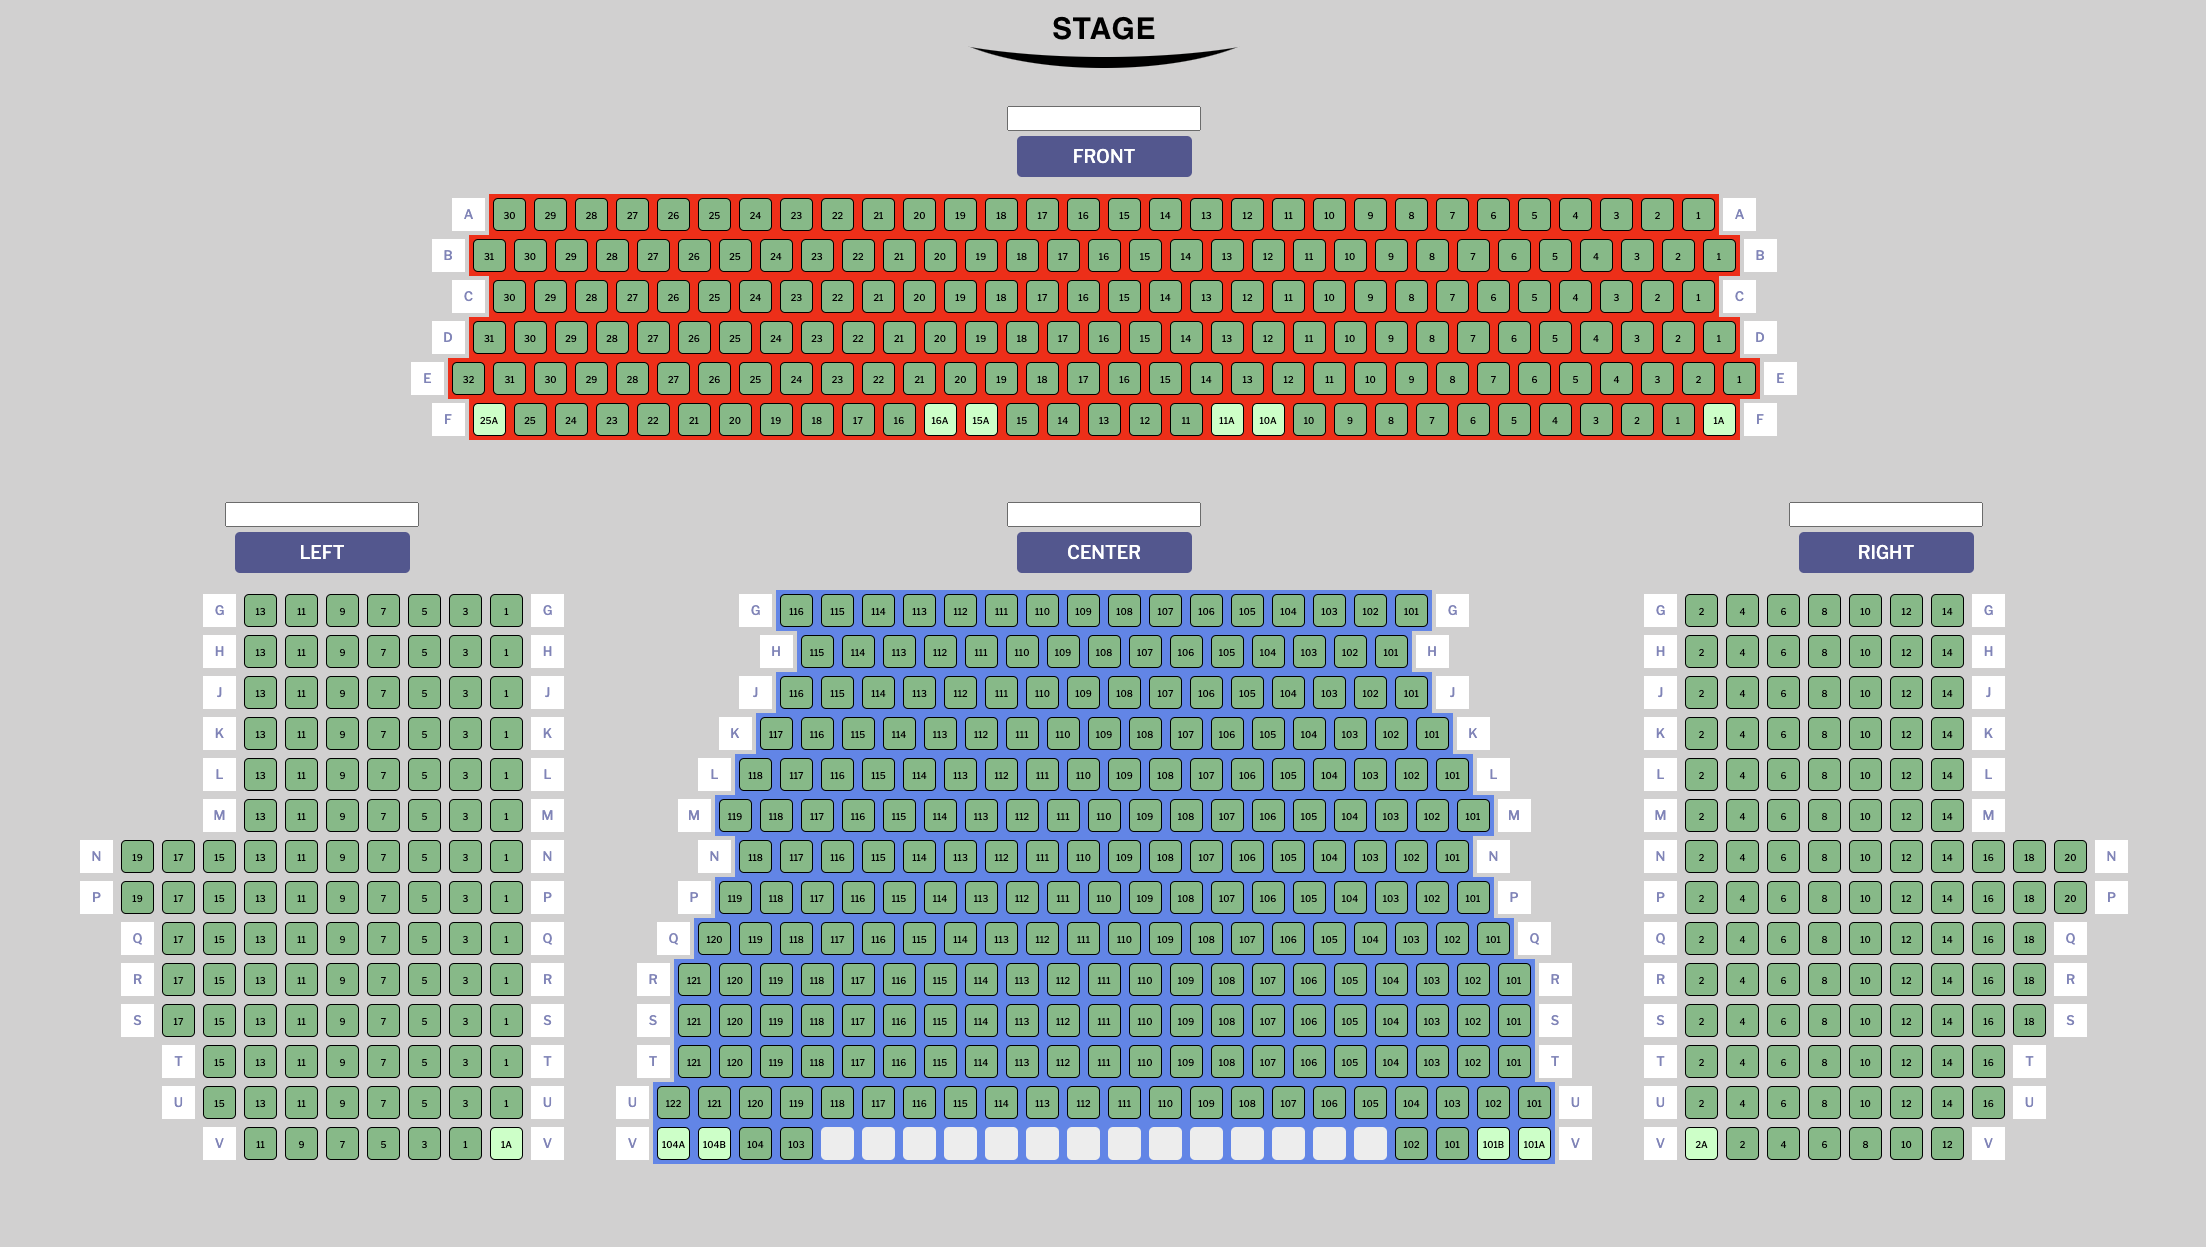 STAGE
FRONT
A 30 29 28 27 26 25 24 23 22 21 20 19 18 17 16 15 14 13 12 11 10 9 8 7 6 5 4 3 2 1 A
B 31 30 29 28 27 26 25 24 23 22 21 20 19 18 17 16 15 14 13 12 11 10 9 8 7 6 5 4 3 2 1 B
C 30 29 28 27 26 25 24 23 22 21 20 19 18 17 16 15 14 13 12 11 10 9 8 7 6 5 4 3 2 1 C
D 31 30 29 28 27 26 25 24 23 22 21 20 19 18 17 16 15 14 13 12 11 10 9 8 7 6 5 4 3 2 1 D
E 32 31 30 29 28 27 26 25 24 23 22 21 20 19 18 17 16 15 14 13 12 11 10 9 8 7 6 5 4 3 2 1 E
F 25A 25 24 23 22 21 20 19 18 17 16 16A 15A 15 14 13 12 11 11A 10A 10 9 8 7 6 5 4 3 2 1 1A F
LEFT
G 13 11 9 7 5 3 1 G
H 13 11 9 7 5 3 1 H
J 13 11 9 7 5 3 1 J
K 13 11 9 7 5 3 1 K
L 13 11 9 7 5 3 1 L
M 13 11 9 7 5 3 1 M
N 19 17 15 13 11 9 7 5 3 1 N
P 19 17 15 13 11 9 7 5 3 1 P
Q 17 15 13 11 9 7 5 3 1 Q
R 17 15 13 11 9 7 5 3 1 R
S 17 15 13 11 9 7 5 3 1 S
T 15 13 11 9 7 5 3 1 T
U 15 13 11 9 7 5 3 1 U
V 11 9 7 5 3 1 1A V
CENTER
G 116 115 114 113 112 111 110 109 108 107 106 105 104 103 102 101 G
H 115 114 113 112 111 110 109 108 107 106 105 104 103 102 101 H
J 116 115 114 113 112 111 110 109 108 107 106 105 104 103 102 101 J
K 117 116 115 114 113 112 111 110 109 108 107 106 105 104 103 102 101 K
L 118 117 116 115 114 113 112 111 110 109 108 107 106 105 104 103 102 101 L
M 119 118 117 116 115 114 113 112 111 110 109 108 107 106 105 104 103 102 101 M
N 118 117 116 115 114 113 112 111 110 109 108 107 106 105 104 103 102 101 N
P 119 118 117 116 115 114 113 112 111 110 109 108 107 106 105 104 103 102 101 P
Q 120 119 118 117 116 115 114 113 112 111 110 109 108 107 106 105 104 103 102 101 Q
R 121 120 119 118 117 116 115 114 113 112 111 110 109 108 107 106 105 104 103 102 101 R
S 121 120 119 118 117 116 115 114 113 112 111 110 109 108 107 106 105 104 103 102 101 S
T 121 120 119 118 117 116 115 114 113 112 111 110 109 108 107 106 105 104 103 102 101 T
U 122 121 120 119 118 117 116 115 114 113 112 111 110 109 108 107 106 105 104 103 102 101 U
V 104A 104B 104 103 102 101 101B 101A V
RIGHT
G 2 4 6 8 10 12 14 G
H 2 4 6 8 10 12 14 H
J 2 4 6 8 10 12 14 J
K 2 4 6 8 10 12 14 K
L 2 4 6 8 10 12 14 L
M 2 4 6 8 10 12 14 M
N 2 4 6 8 10 12 14 16 18 20 N
P 2 4 6 8 10 12 14 16 18 20 P
Q 2 4 6 8 10 12 14 16 18 Q
R 2 4 6 8 10 12 14 16 18 R
S 2 4 6 8 10 12 14 16 18 S
T 2 4 6 8 10 12 14 16 T
U 2 4 6 8 10 12 14 16 U
V 2A 2 4 6 8 10 12 V